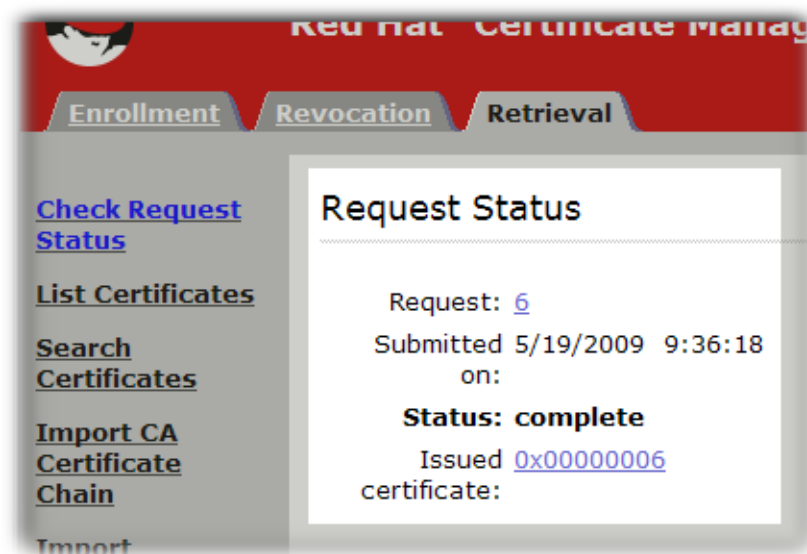 Red Hat Certificate Manag
Enrollment
Revocation
Retrieval
Check Request
Status
List Certificates
Search
Certificates
Import CA
Certificate
Chain
Import
Request Status
Request: 6
Submitted 5/19/2009 9:36:18
on:
Status: complete
Issued 0x00000006
certificate: